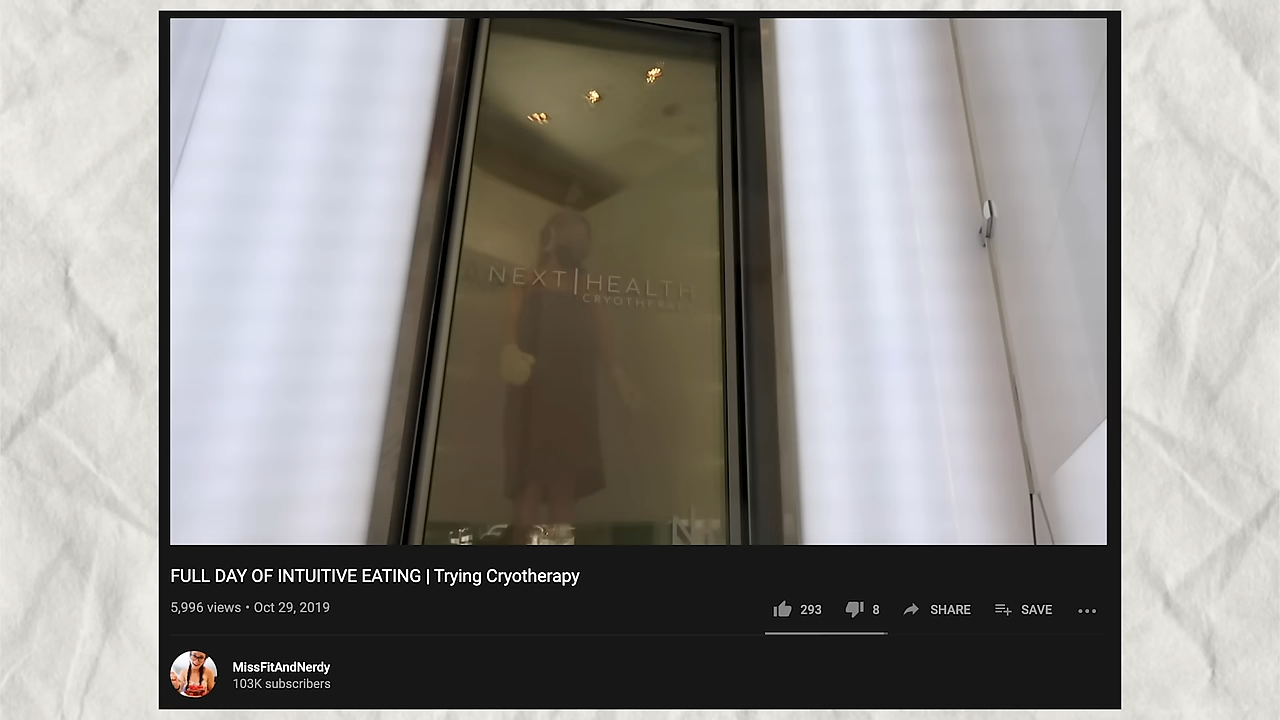 NEXT|HEALTH
CRYOTHERAPY
FULL DAY OF INTUITIVE EATING | Trying Cryotherapy
5,996 views • Oct 29, 2019
293
8
SHARE
SAVE
MissFitAndNerdy
103K subscribers